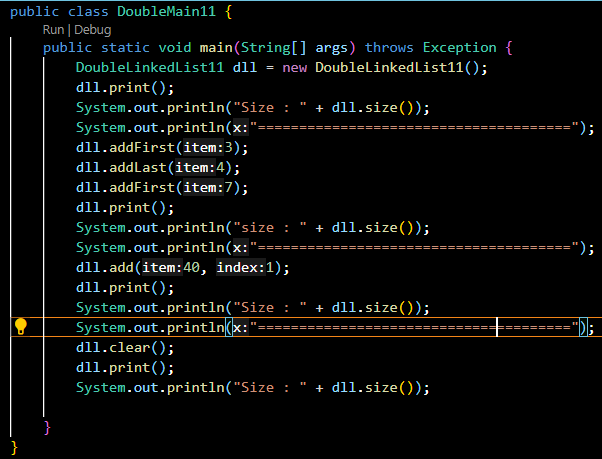 public class DoubleMain11 {
Run | Debug
public static void main(String[] args) throws Exception {
DoubleLinkedList11 dll = new DoubleLinkedList11();
dll.print();
System.out.println("Size : " + dll.size());
System.out.println(x:"======================================");
dll.addFirst(item:3);
dll.addLast(item:4);
dll.addFirst(item:7);
dll.print();
System.out.println("size : " + dll.size());
System.out.println(x:"======================================");
dll.add(item:40, index:1);
dll.print();
System.out.println("Size : " + dll.size());
System.out.println(x:"======================================");
dll.clear();
dll.print();
System.out.println("Size : " + dll.size());
}
}